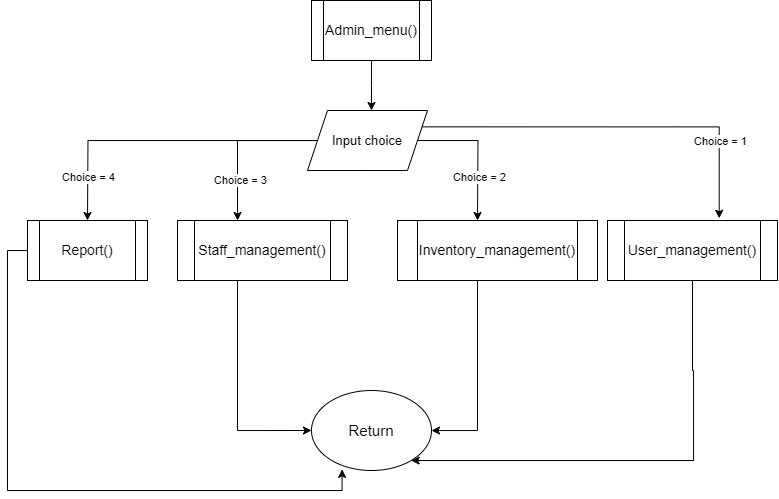 Admin_menu()
Input choice
Choice = 1
Choice = 4
Choice = 3
Choice = 2
Report()
Staff_management()
Inventory_management()
User_management()
Return